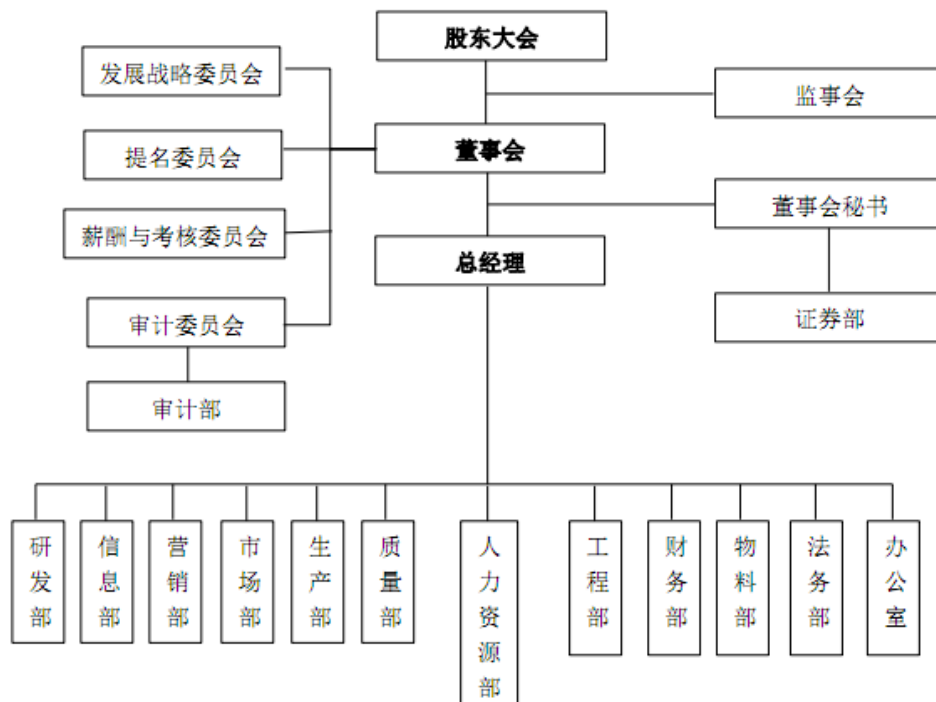 股东大会
发展战略委员会
监事会
提名委员会
董事会
董事会秘书
薪酬与考核委员会
总经理
审计委员会
证券部
审计部
研发部
信息部
营销部
市场部
生产部
质量部
人力资源部
工程部
财务部
物料部
法务部
办公室